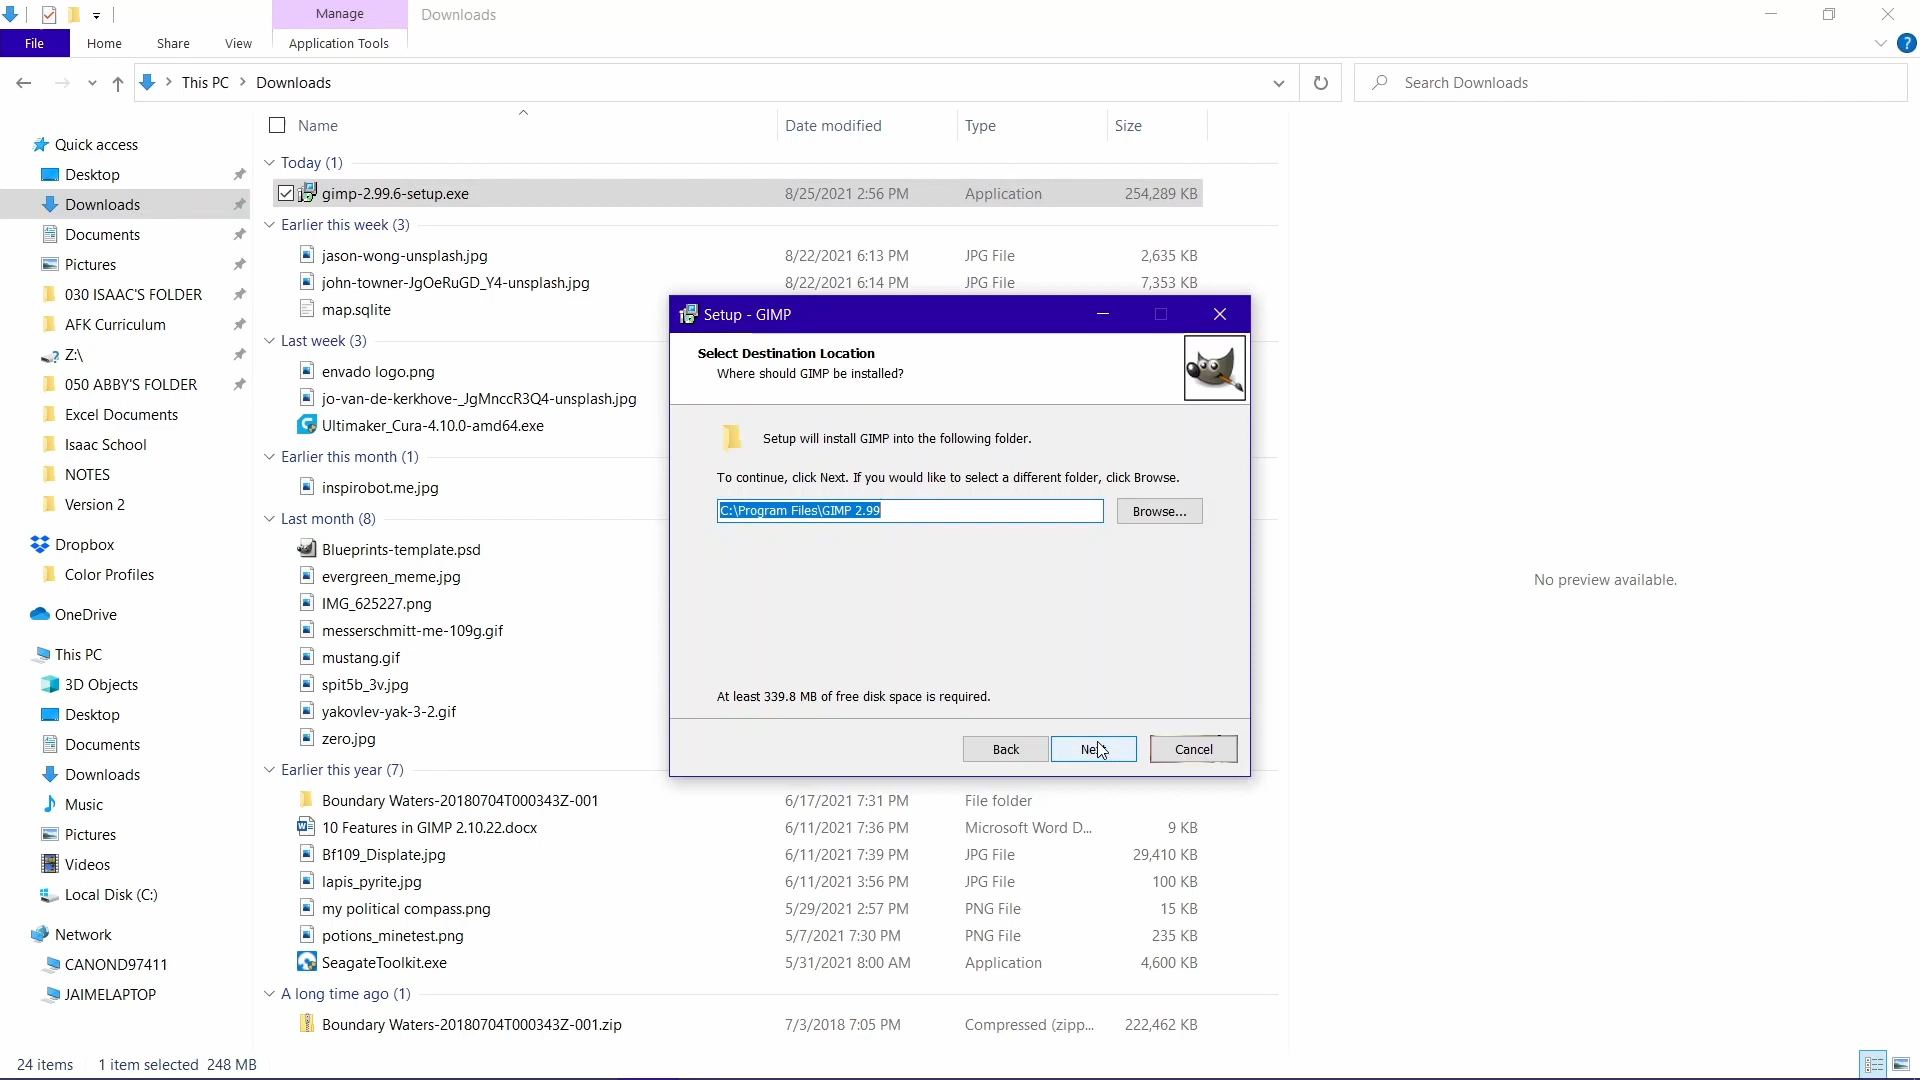 Manage
Downloads
File
Home
Share
View
Application Tools
This PC
Downloads
Search Downloads
Name
Date modified
Type
Size
Quick access
Desktop
Downloads
Documents
Pictures
030 ISAAC'S FOLDER
AFK Curriculum
Z:\
050 ABBY'S FOLDER
Excel Documents
Isaac School
NOTES
Version 2
Dropbox
Color Profiles
OneDrive
This PC
3D Objects
Desktop
Documents
Downloads
Music
Pictures
Videos
Local Disk (C:)
Network
CANOND97411
JAIMELAPTOP
Today (1)
gimp-2.99.6-setup.exe 8/25/2021 2:56 PM Application 254,289 KB
Earlier this week (3)
jason-wong-unsplash.jpg 8/22/2021 6:13 PM JPG File 2,635 KB
john-towner-JgOeRuGD_Y4-unsplash.jpg 8/22/2021 6:14 PM JPG File 7,353 KB
map.sqlite
Last week (3)
envado logo.png
jo-van-de-kerkhove-_JgMnccR3Q4-unsplash.jpg
Ultimaker_Cura-4.10.0-amd64.exe
Earlier this month (1)
inspirobot.me.jpg
Last month (8)
Blueprints-template.psd
evergreen_meme.jpg
IMG_625227.png
messerschmitt-me-109g.gif
mustang.gif
spit5b_3v.jpg
yakovlev-yak-3-2.gif
zero.jpg
Earlier this year (7)
Boundary Waters-20180704T000343Z-001 6/17/2021 7:31 PM File folder
10 Features in GIMP 2.10.22.docx 6/11/2021 7:36 PM Microsoft Word D... 9 KB
Bf109_Displate.jpg 6/11/2021 7:39 PM JPG File 29,410 KB
lapis_pyrite.jpg 6/11/2021 3:56 PM JPG File 100 KB
my political compass.png 5/29/2021 2:57 PM PNG File 15 KB
potions_minetest.png 5/7/2021 7:30 PM PNG File 235 KB
SeagateToolkit.exe 5/31/2021 8:00 AM Application 4,600 KB
A long time ago (1)
Boundary Waters-20180704T000343Z-001.zip 7/3/2018 7:05 PM Compressed (zipp... 222,462 KB
Setup - GIMP
Select Destination Location
Where should GIMP be installed?
Setup will install GIMP into the following folder.
To continue, click Next. If you would like to select a different folder, click Browse.
C:\Program Files\GIMP 2.99
Browse...
At least 339.8 MB of free disk space is required.
Back
Cancel
No preview available.
24 items
1 item selected 248 MB